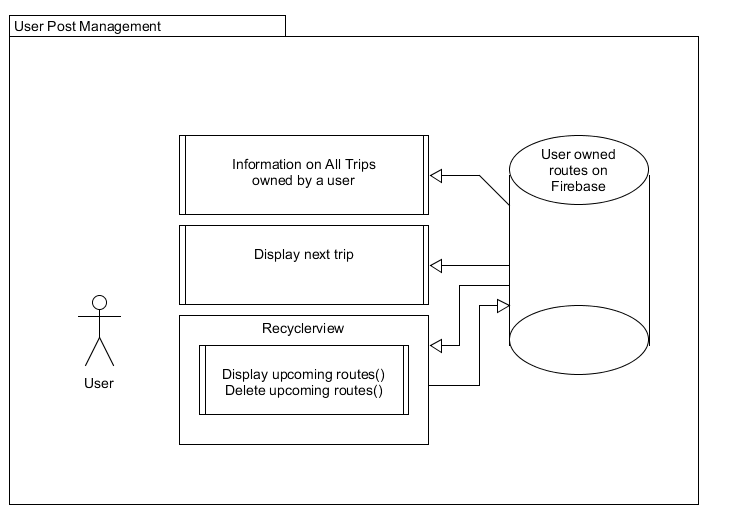 User Post Management
Information on All Trips
owned by a user
User owned
routes on
Firebase
Display next trip
Recyclerview
Display upcoming routes()
Delete upcoming routes()
User